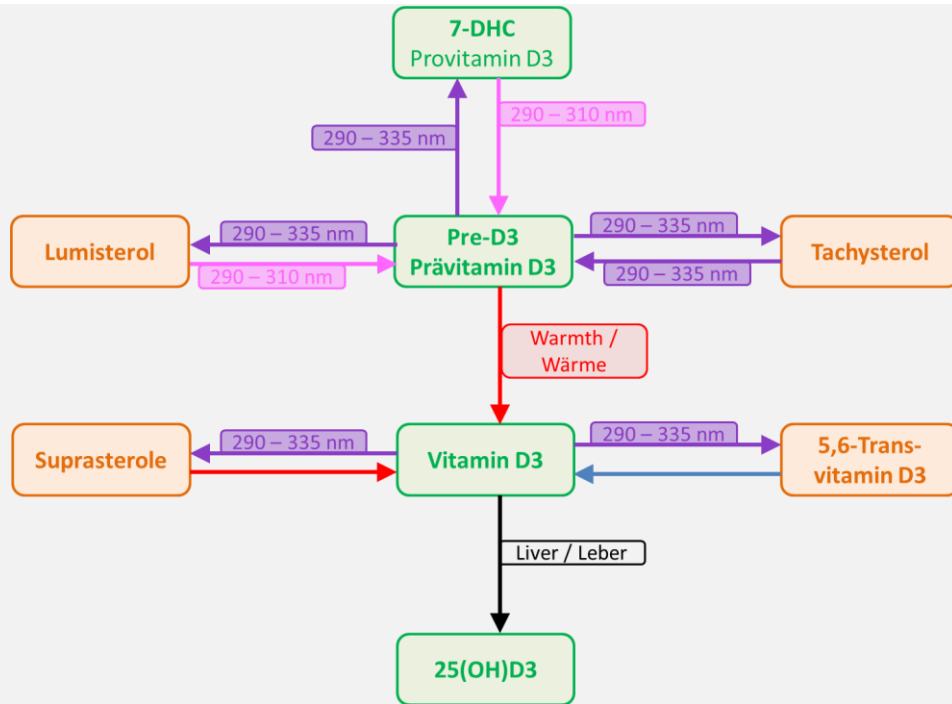 7-DHC
Provitamin D3
290 – 310 nm
290 – 335 nm
290 – 335 nm
290 – 335 nm
Lumisterol
Pre-D3
Prävitamin D3
Tachysterol
290 – 310 nm
290 – 335 nm
Warmth /
Wärme
290 – 335 nm
290 – 335 nm
Suprasterole
Vitamin D3
5,6-Trans-
vitamin D3
Liver / Leber
25(OH)D3